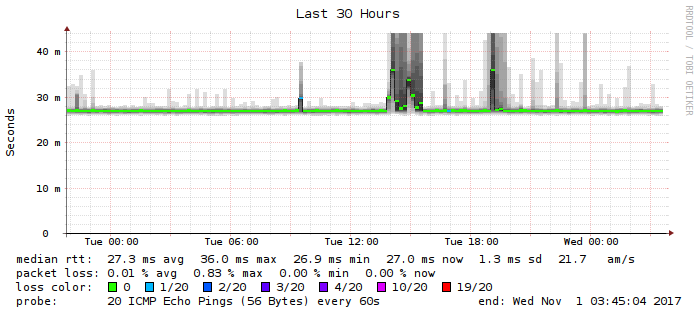 Last 30 Hours
RRDTOOL / TOBI OETIKER
Seconds
40 m
30 m
20 m
10 m
0
Tue 00:00 Tue 06:00 Tue 12:00 Tue 18:00 Wed 00:00
median rtt: 27.3 ms avg 36.0 ms max 26.9 ms min 27.0 ms now 1.3 ms sd 21.7 am/s
packet loss: 0.01 % avg 0.83 % max 0.00 % min 0.00 % now
loss color: 0 1/20 2/20 3/20 4/20 10/20 19/20
probe: 20 ICMP Echo Pings (56 Bytes) every 60s end: Wed Nov 1 03:45:04 2017